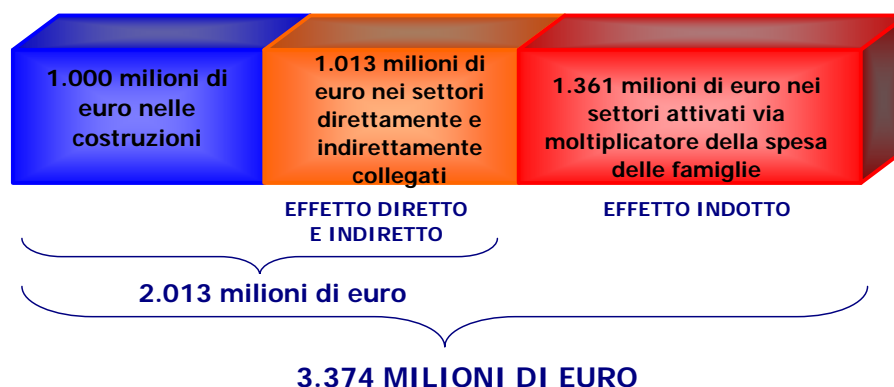 1.000 milioni di
euro nelle
costruzioni
1.013 milioni di
euro nei settori
direttamente e
indirettamente
collegati
1.361 milioni di euro nei
settori attivati via
moltiplicatore della spesa
delle famiglie
EFFETTO DIRETTO
E INDIRETTO
EFFETTO INDOTTO
2.013 milioni di euro
3.374 MILIONI DI EURO